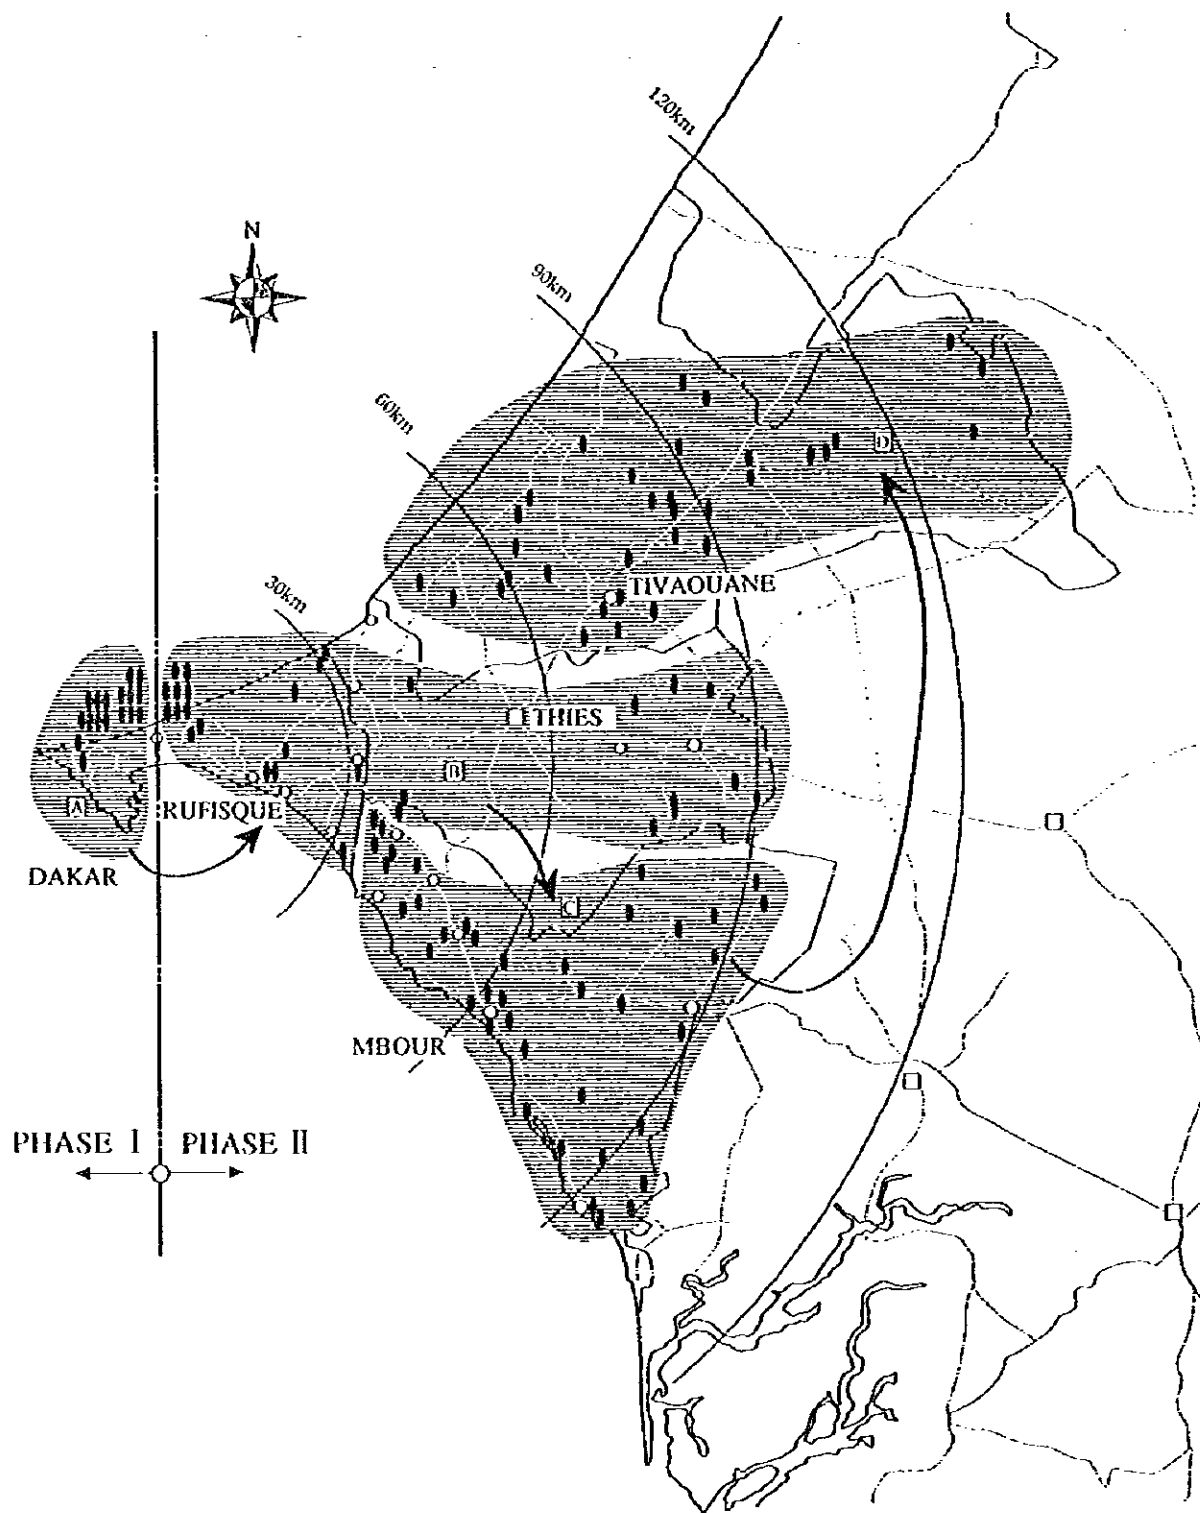 120km
N
90km
60km
D
30km
TIVAOUANE
THIES
B
A
RUFISQUE
DAKAR
C
MBOUR
PHASE I
PHASE II